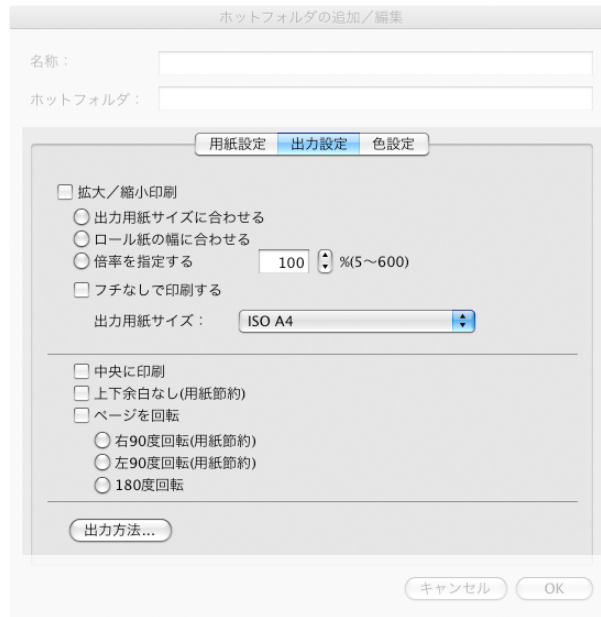 ホットフォルダの追加／編集
名称：
ホットフォルダ：
用紙設定 出力設定 色設定
拡大／縮小印刷
出力用紙サイズに合わせる
ロール紙の幅に合わせる
倍率を指定する 100 %(5～600)
フチなしで印刷する
出力用紙サイズ： ISO A4
中央に印刷
上下余白なし(用紙節約)
ページを回転
右90度回転(用紙節約)
左90度回転(用紙節約)
180度回転
出力方法...
キャンセル OK